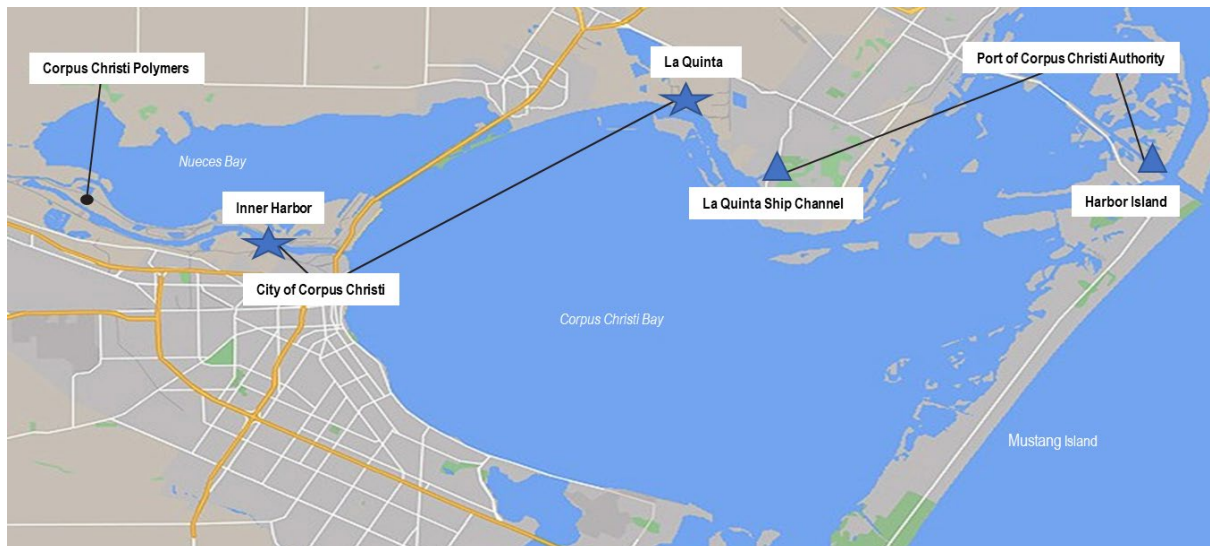 La Quinta
Port of Corpus Christi Authority
Corpus Christi Polymers
Nueces Bay
Inner Harbor
La Quinta Ship Channel
Harbor Island
City of Corpus Christi
Corpus Christi Bay
Mustang Island